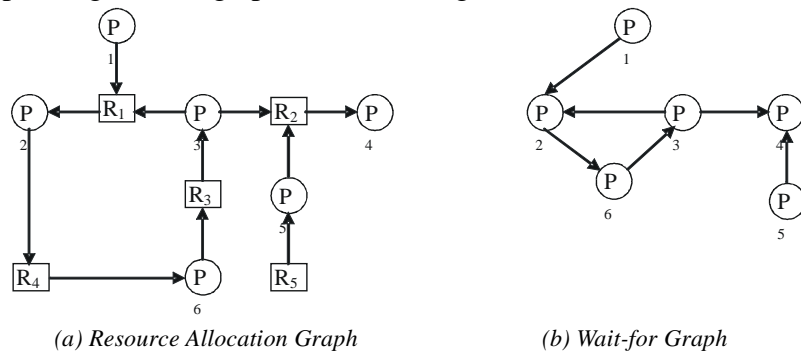 P
1
P
R₁
P
R₂
P
2
3
4
R₃
P
5
R₄
P
R₅
6
(a) Resource Allocation Graph
P
1
P
P
P
2
3
4
P
P
6
5
(b) Wait-for Graph